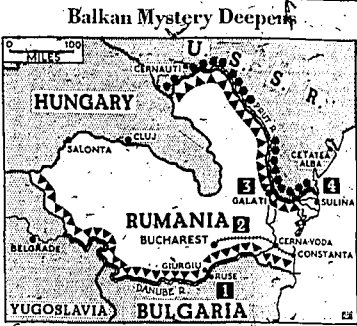 Balkan Mystery Deepens
0 100
MILES
U. S. S. R.
CERNAUTI
HUNGARY
PRUT R.
CLUJ
SALONTA
CETATEA
ALBA
3
4
GALATI
SULINA
RUMANIA
2
BUCHAREST
CERNA-VODA
BELGRADE
CONSTANTA
GIURGIU
RUSE
DANUBE R.
1
YUGOSLAVIA
BULGARIA